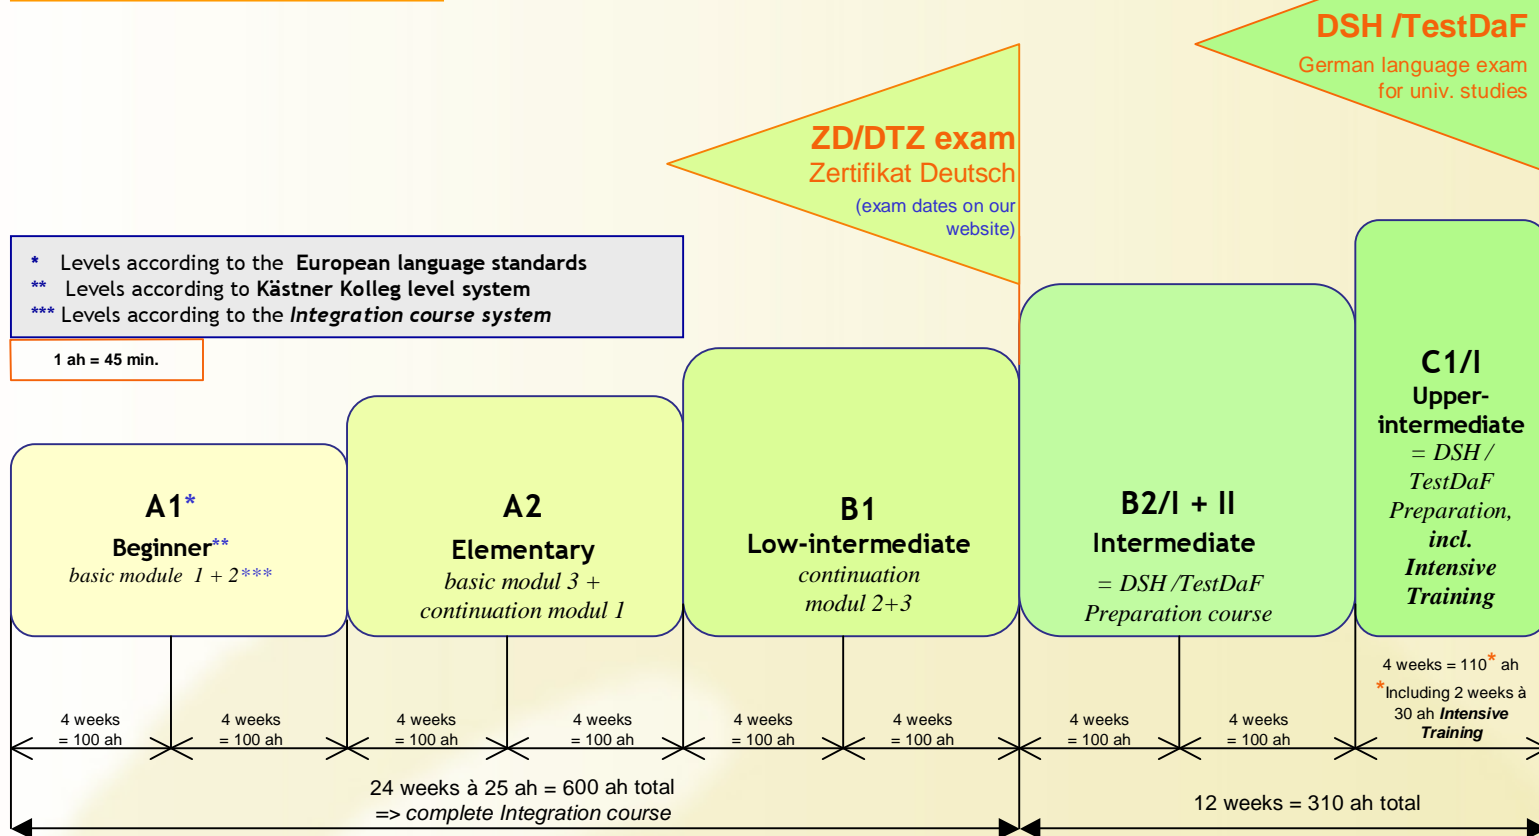 DSH /TestDaF
German language exam
for univ. studies
ZD/DTZ exam
Zertifikat Deutsch
(exam dates on our
website)
* Levels according to the European language standards
** Levels according to Kästner Kolleg level system
*** Levels according to the Integration course system
1 ah = 45 min.
A1*
Beginner**
basic module 1 + 2***
A2
Elementary
basic modul 3 +
continuation modul 1
B1
Low-intermediate
continuation
modul 2+3
B2/I + II
Intermediate
= DSH /TestDaF
Preparation course
C1/I
Upper-
intermediate
= DSH /
TestDaF
Preparation,
incl.
Intensive
Training
4 weeks
= 100 ah
4 weeks
= 100 ah
4 weeks
= 100 ah
4 weeks
= 100 ah
4 weeks
= 100 ah
4 weeks
= 100 ah
4 weeks
= 100 ah
4 weeks
= 100 ah
4 weeks = 110* ah
*Including 2 weeks à
30 ah Intensive
Training
24 weeks à 25 ah = 600 ah total
=> complete Integration course
12 weeks = 310 ah total